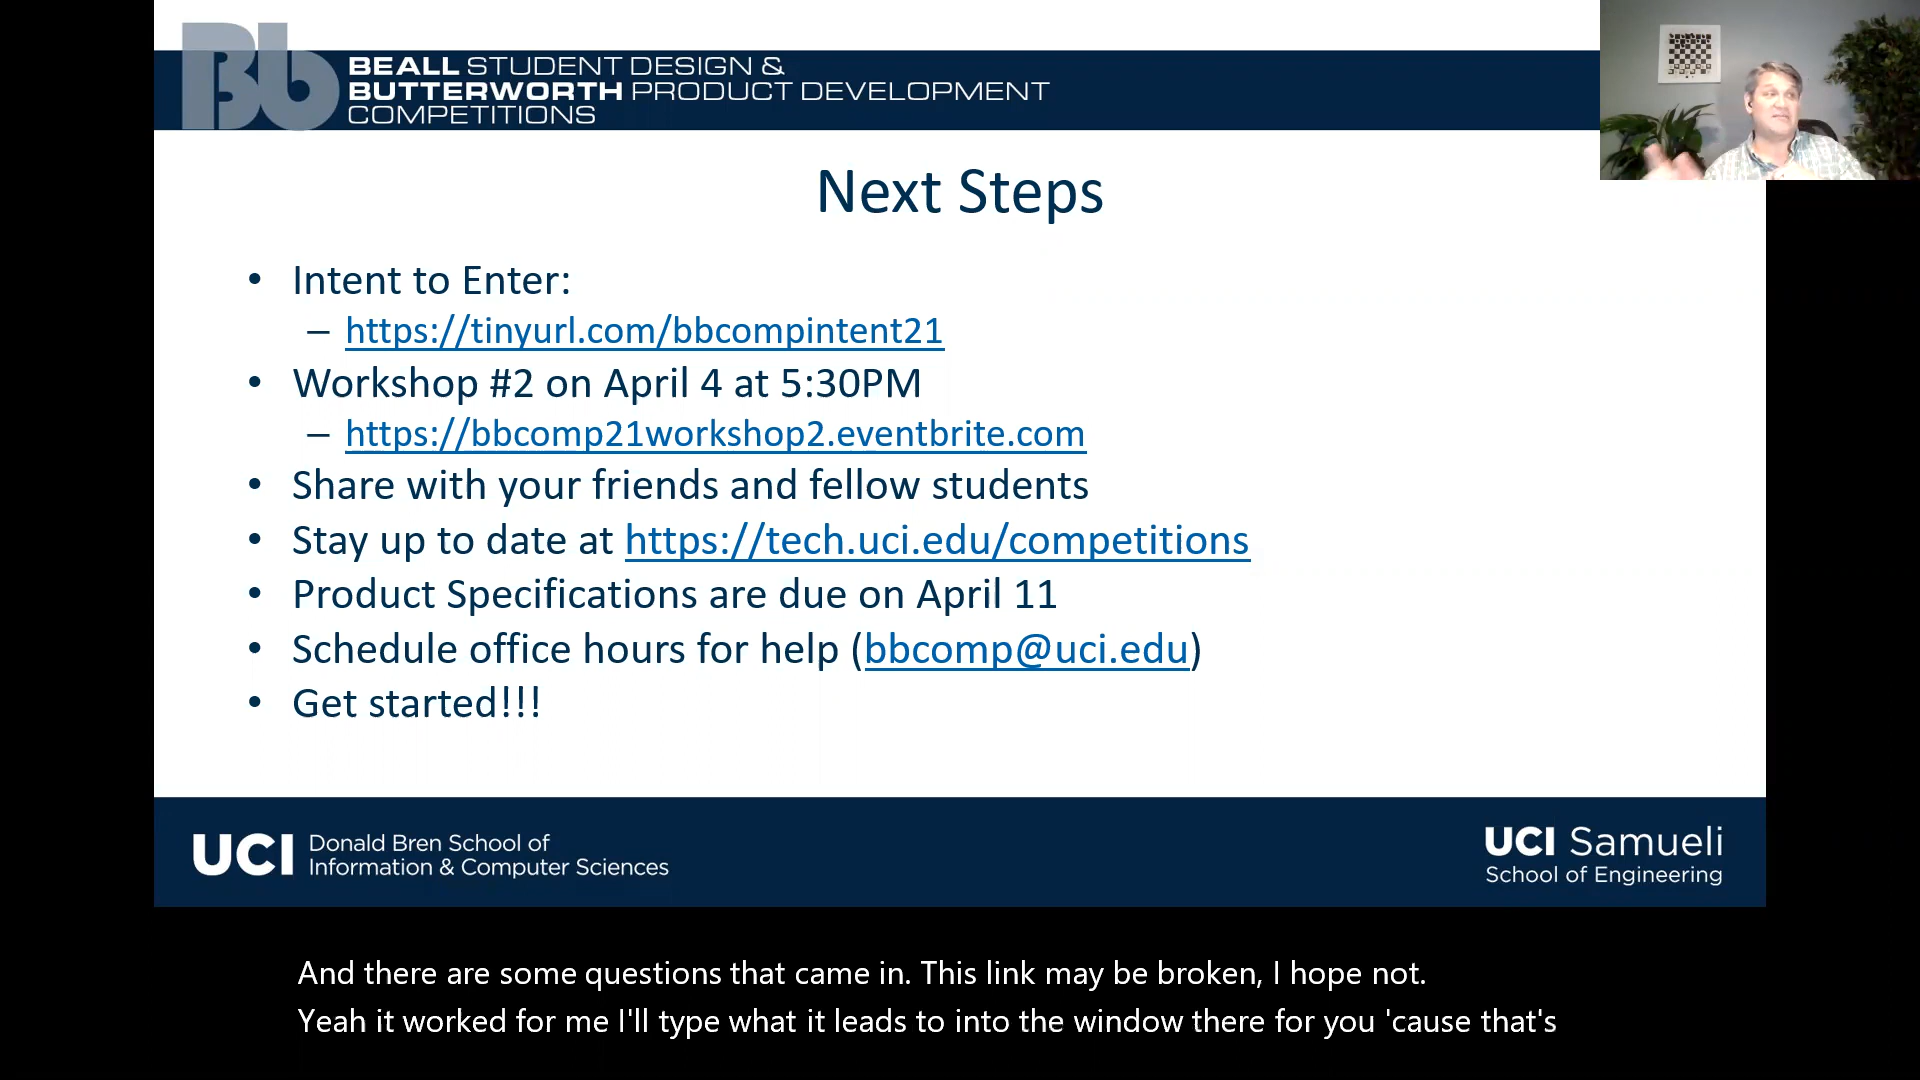 Bb
BEALL STUDENT DESIGN &
BUTTERWORTH PRODUCT DEVELOPMENT
COMPETITIONS
Next Steps
• Intent to Enter:
– https://tinyurl.com/bbcompintent21
• Workshop #2 on April 4 at 5:30PM
– https://bbcomp21workshop2.eventbrite.com
• Share with your friends and fellow students
• Stay up to date at https://tech.uci.edu/competitions
• Product Specifications are due on April 11
• Schedule office hours for help (bbcomp@uci.edu)
• Get started!!!
UCI Donald Bren School of
Information & Computer Sciences
UCI Samueli
School of Engineering
And there are some questions that came in. This link may be broken, I hope not.
Yeah it worked for me I'll type what it leads to into the window there for you 'cause that's